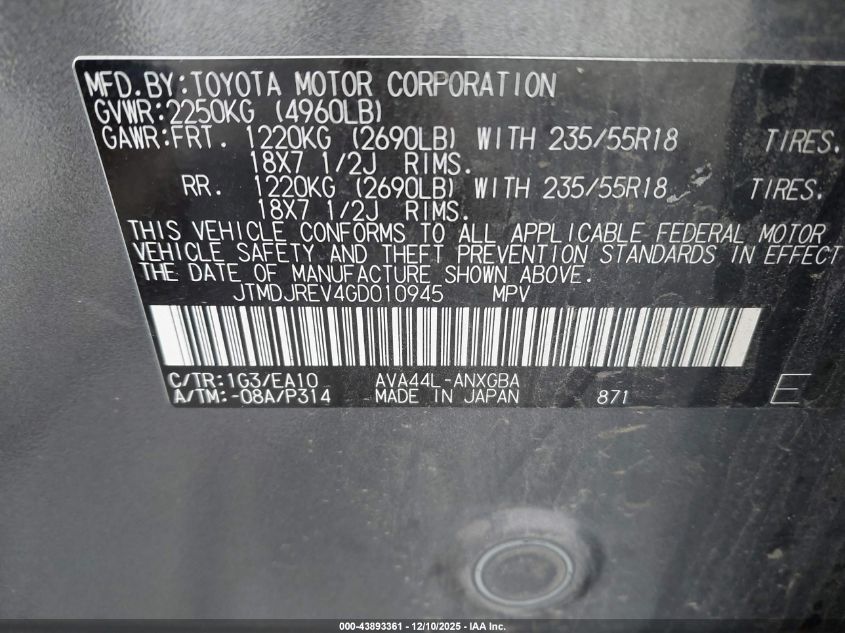 MFD.BY:TOYOTA MOTOR CORPORATION
GVWR:2250KG (4960LB)
GAWR:FRT. 1220KG (2690LB) WITH 235/55R18 TIRES.
18X7 1/2J RIMS.
RR. 1220KG (2690LB) WITH 235/55R18 TIRES.
18X7 1/2J RIMS.
THIS VEHICLE CONFORMS TO ALL APPLICABLE FEDERAL MOTOR
VEHICLE SAFETY AND THEFT PREVENTION STANDARDS IN EFFECT
THE DATE OF MANUFACTURE SHOWN ABOVE.
JTMDJREV4GD010945 MPV
C/TR:1G3/EA10 AVA44L-ANXGBA
A/TM:-08A/P314 MADE IN JAPAN 871 E
000-43893361 - 12/10/2025 - IAA Inc.